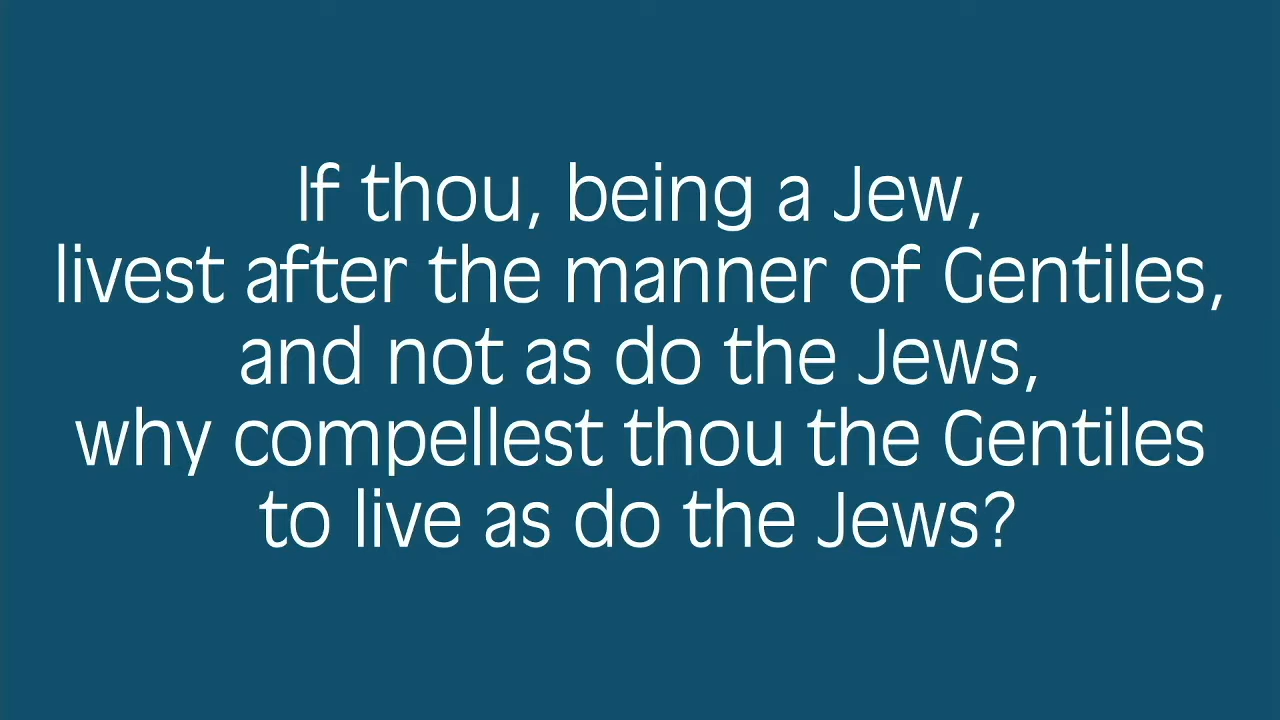 If thou, being a Jew,
livest after the manner of Gentiles,
and not as do the Jews,
why compellest thou the Gentiles
to live as do the Jews?